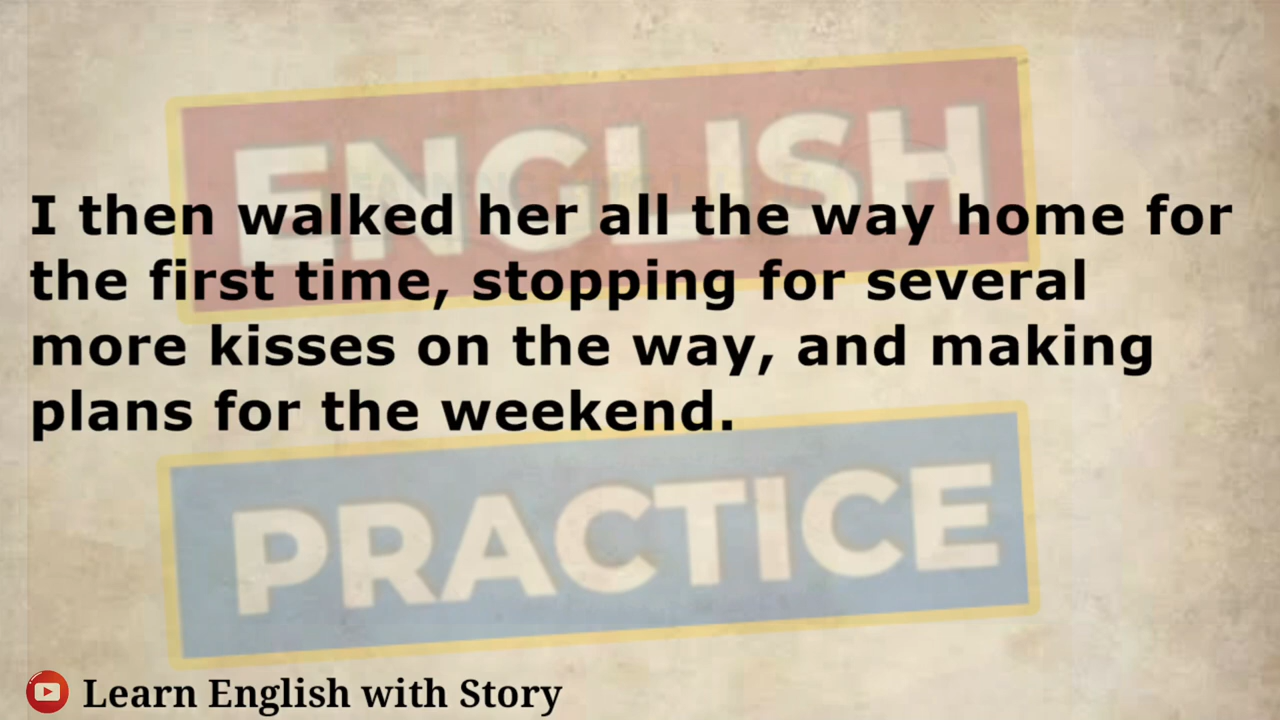 ENGLISH
I then walked her all the way home for
the first time, stopping for several
more kisses on the way, and making
plans for the weekend.
PRACTICE
Learn English with Story